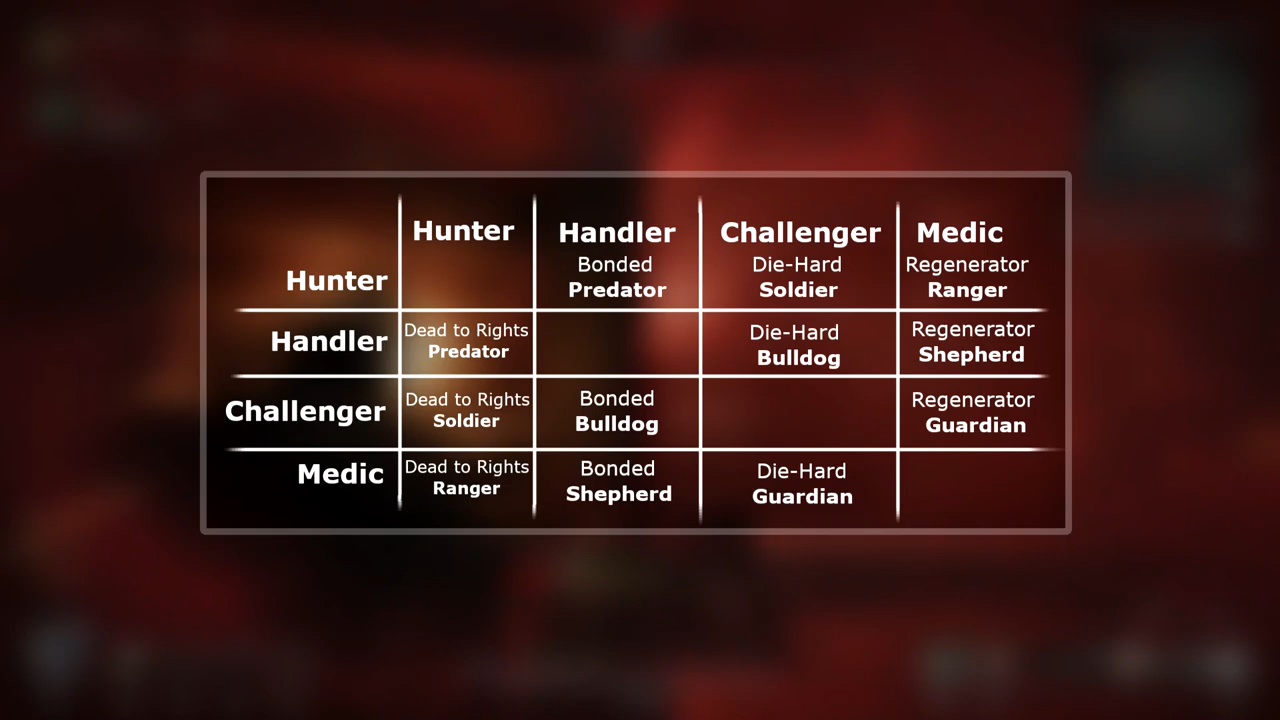 Hunter Handler Challenger Medic
Hunter Bonded Die-Hard Regenerator
Predator Soldier Ranger
Handler Dead to Rights Die-Hard Regenerator
Predator Bulldog Shepherd
Challenger Dead to Rights Bonded Regenerator
Soldier Bulldog Guardian
Medic Dead to Rights Bonded Die-Hard
Ranger Shepherd Guardian